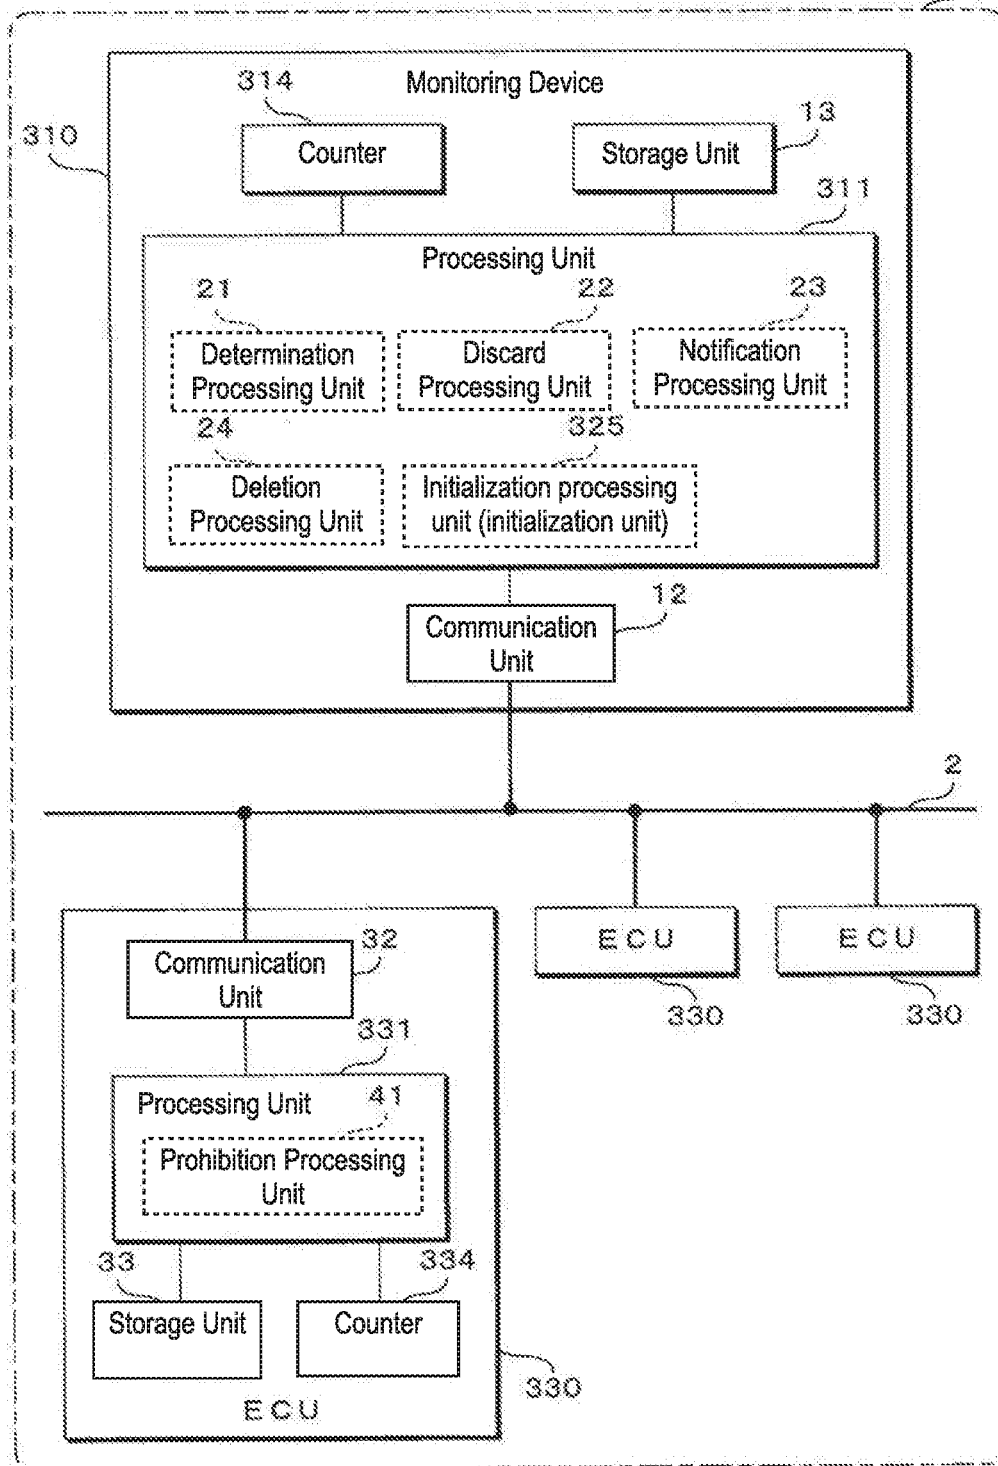 Monitoring Device
314
310
Counter
13
Storage Unit
311
Processing Unit
21
22
23
Determination
Processing Unit
Discard
Processing Unit
Notification
Processing Unit
24
325
Deletion
Processing Unit
Initialization processing
unit (initialization unit)
12
Communication
Unit
2
32
Communication
Unit
ECU
330
ECU
330
331
Processing Unit
41
Prohibition Processing
Unit
33
334
Storage Unit
Counter
330
ECU